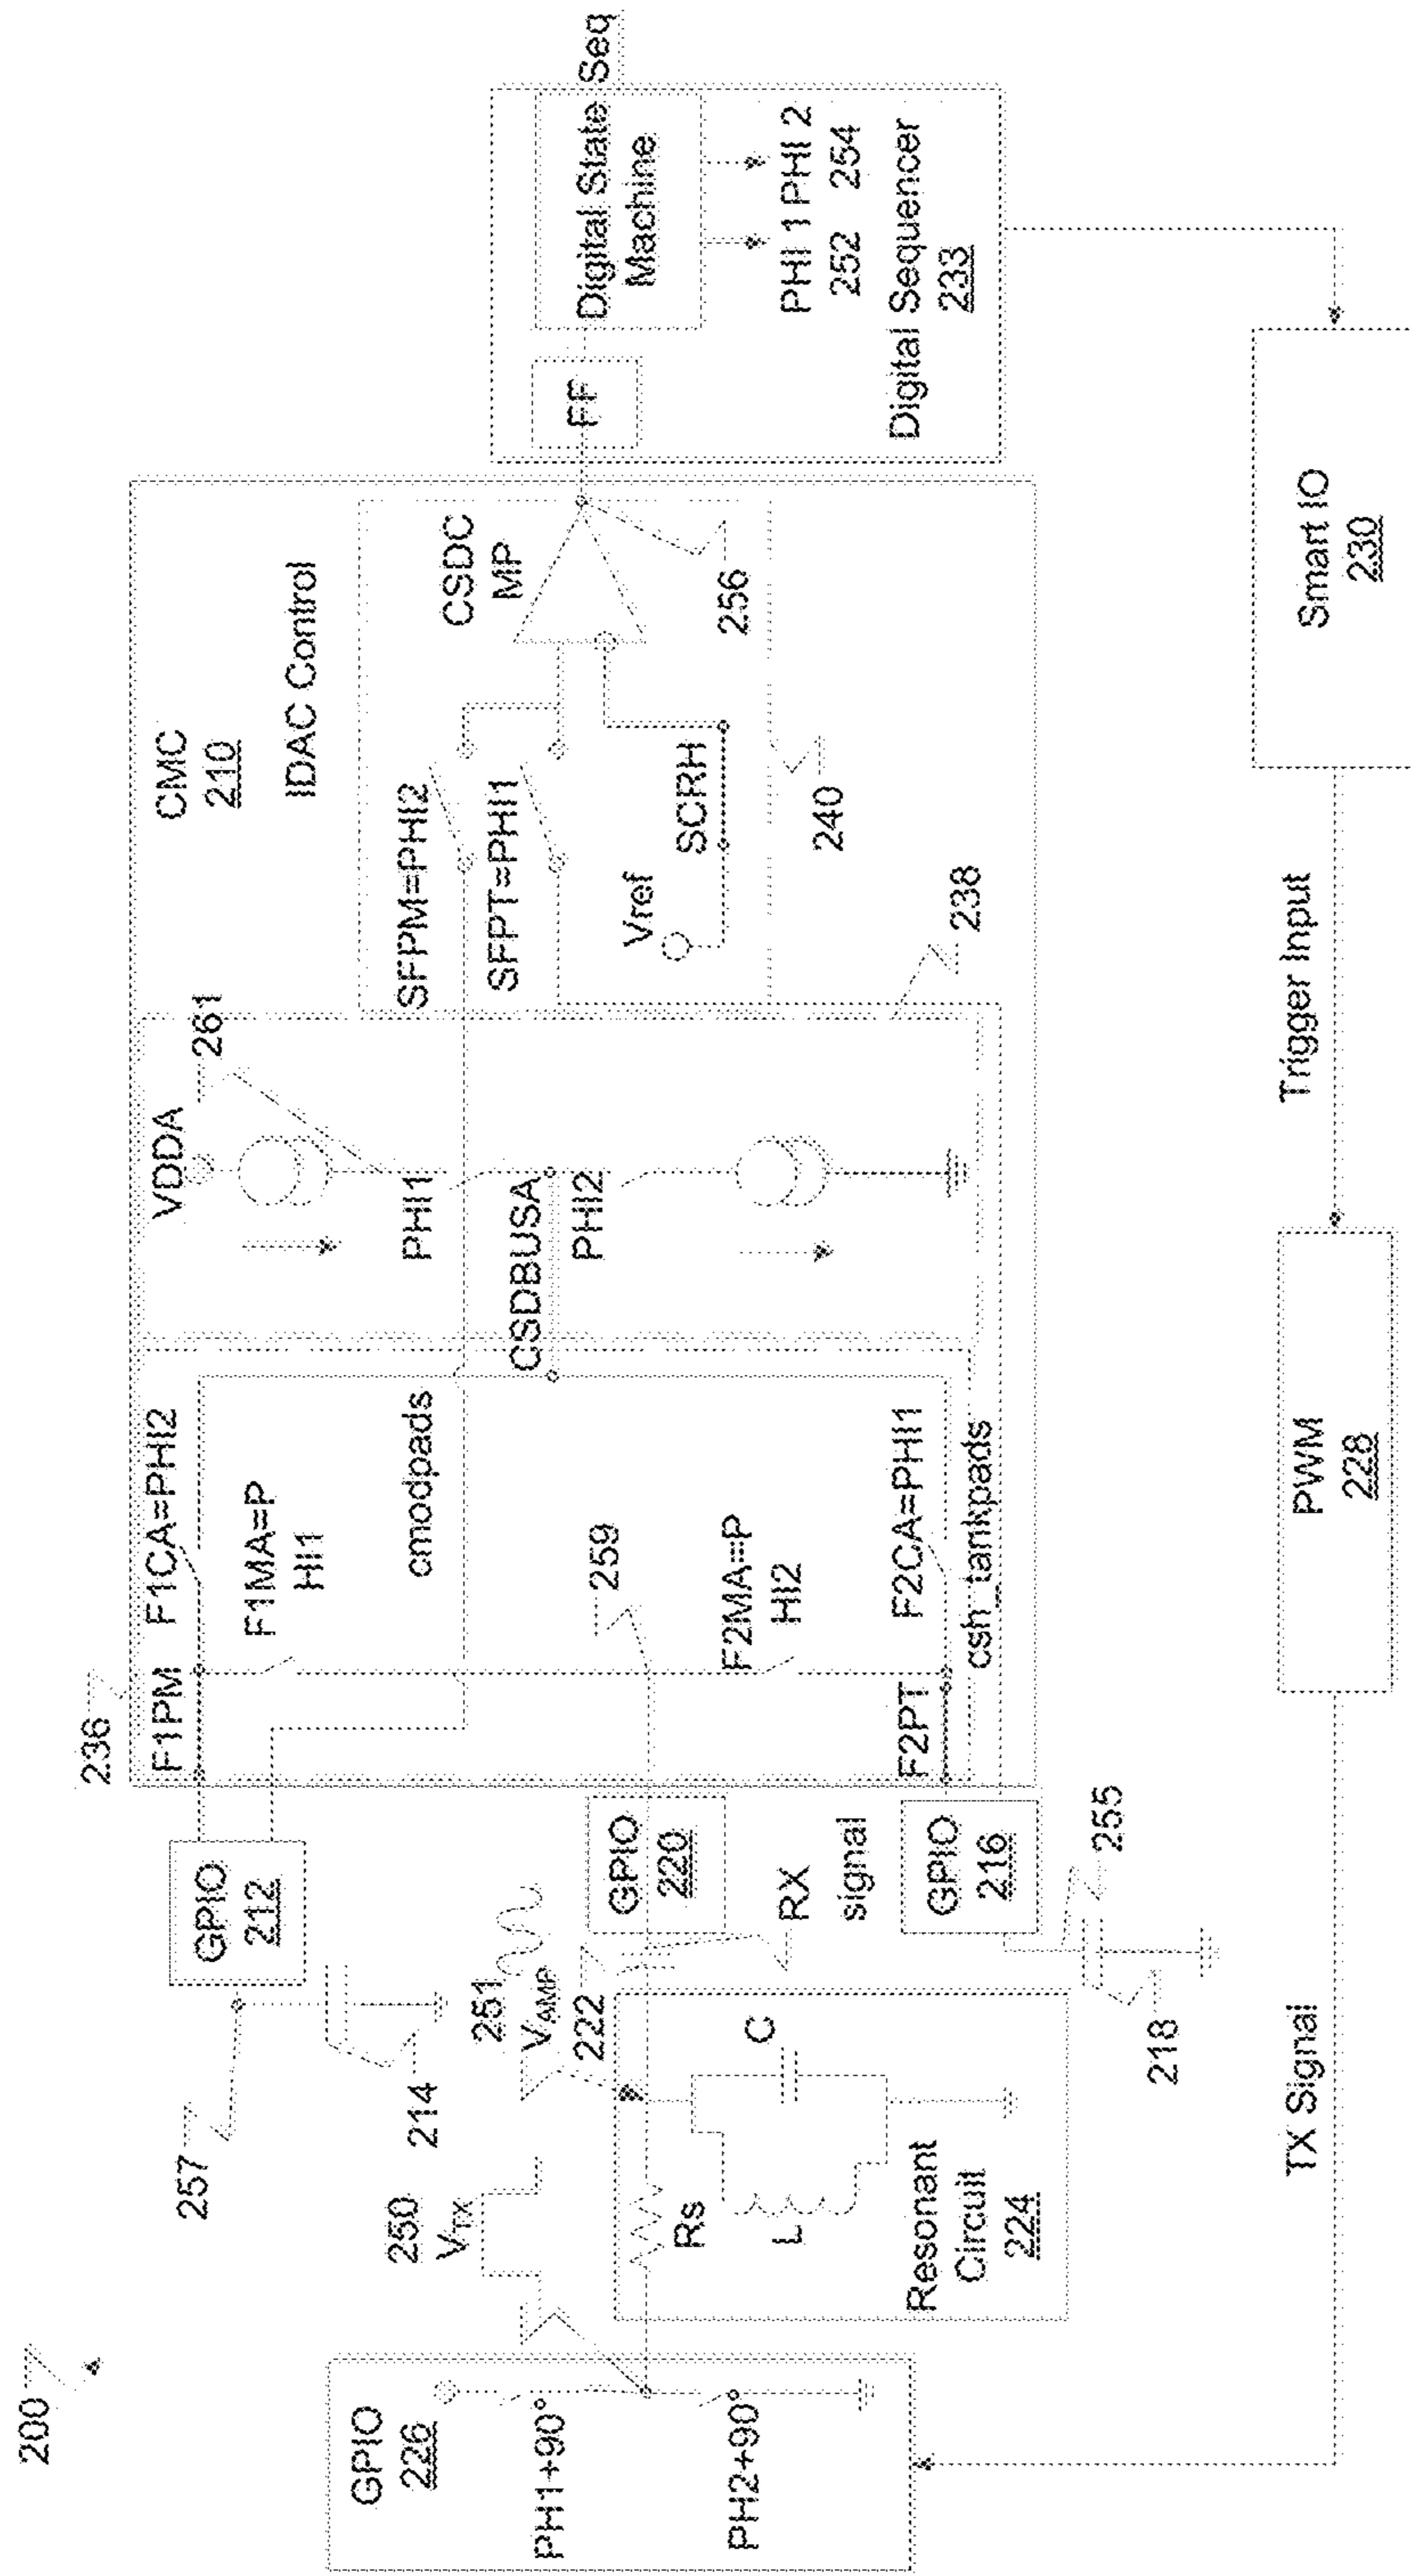 200
GPIO
226
PH1+90°
PH2+90°
250
VTX
257
214
251
VAMP
222
Rs
L
C
Resonant
Circuit
224
GPIO
212
GPIO
220
RX
signal
GPIO
216
255
218
236
F1PM
F1CA=PHI2
F1MA=P
HI1
cmodpads
259
F2MA=P
HI2
F2PT
F2CA=PHI1
csh_tankpads
VDDA
261
PHI1
CSDBUSA
PHI2
238
CMC
210
IDAC Control
SFPM=PHI2
SFPT=PHI1
Vref
SCRH
240
CSDC
MP
256
FF
Digital State
Machine
Seq
PHI 1 PHI 2
252 254
Digital Sequencer
233
TX Signal
PWM
228
Trigger Input
Smart IO
230